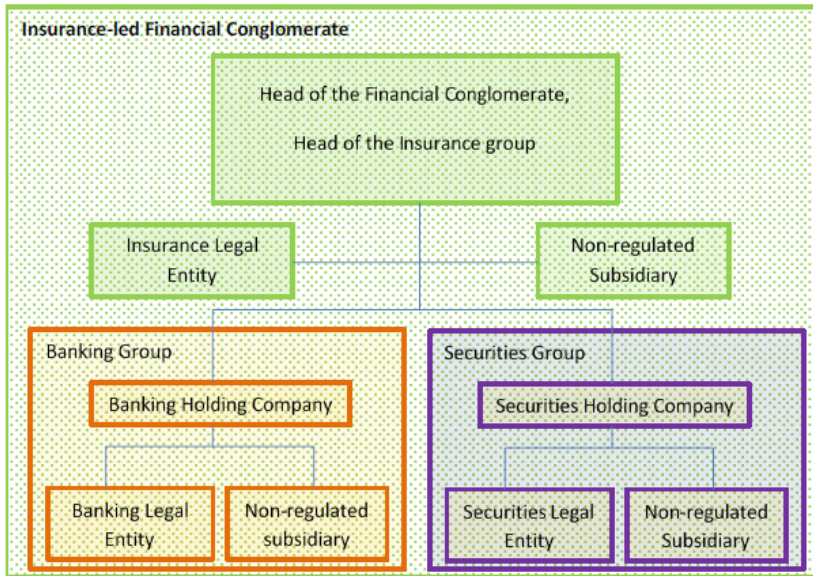 Insurance-led Financial Conglomerate
Head of the Financial Conglomerate,
Head of the Insurance group
Insurance Legal
Entity
Non-regulated
Subsidiary
Banking Group
Banking Holding Company
Banking Legal
Entity
Non-regulated
subsidiary
Securities Group
Securities Holding Company
Securities Legal
Entity
Non-regulated
Subsidiary